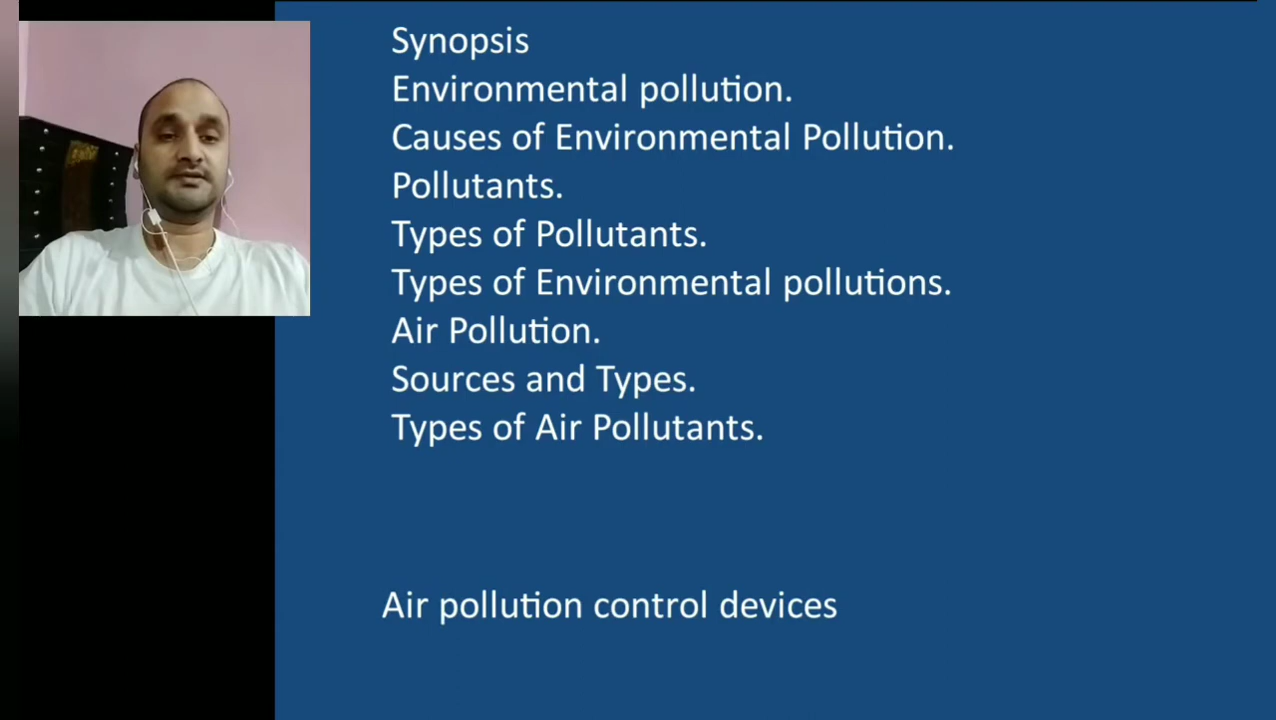 Synopsis
Environmental pollution.
Causes of Environmental Pollution.
Pollutants.
Types of Pollutants.
Types of Environmental pollutions.
Air Pollution.
Sources and Types.
Types of Air Pollutants.
Air pollution control devices